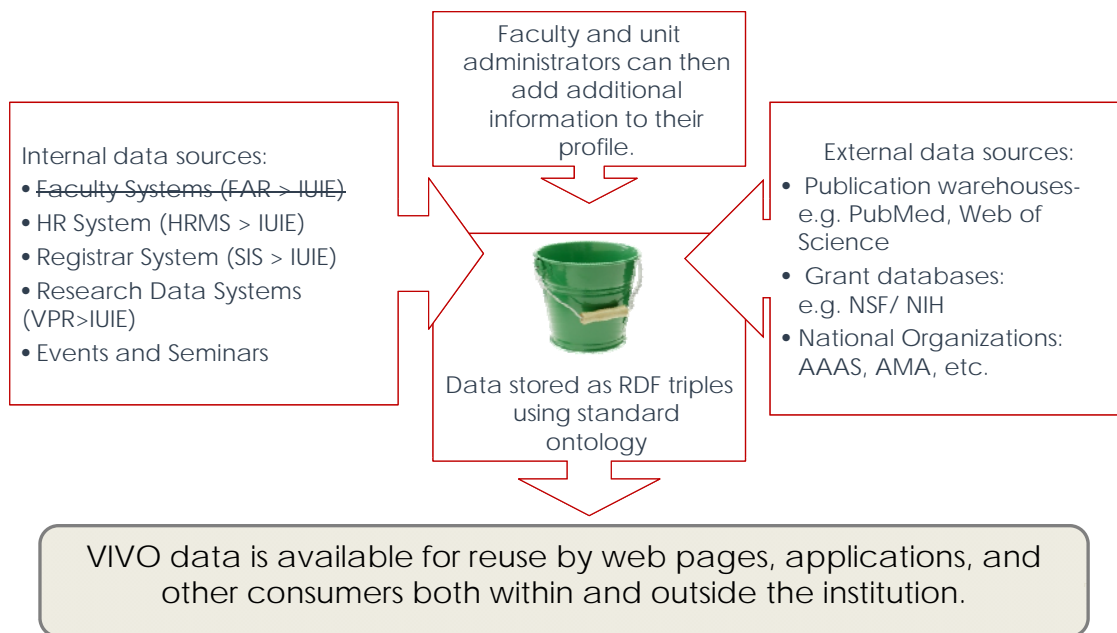 Faculty and unit
administrators can then
add additional
information to their
profile.
Internal data sources:
• Faculty Systems (FAR > IUIE)
• HR System (HRMS > IUIE)
• Registrar System (SIS > IUIE)
• Research Data Systems
(VPR>IUIE)
• Events and Seminars
External data sources:
• Publication warehouses-
e.g. PubMed, Web of
Science
• Grant databases:
e.g. NSF/ NIH
• National Organizations:
AAAS, AMA, etc.
Data stored as RDF triples
using standard
ontology
VIVO data is available for reuse by web pages, applications, and
other consumers both within and outside the institution.